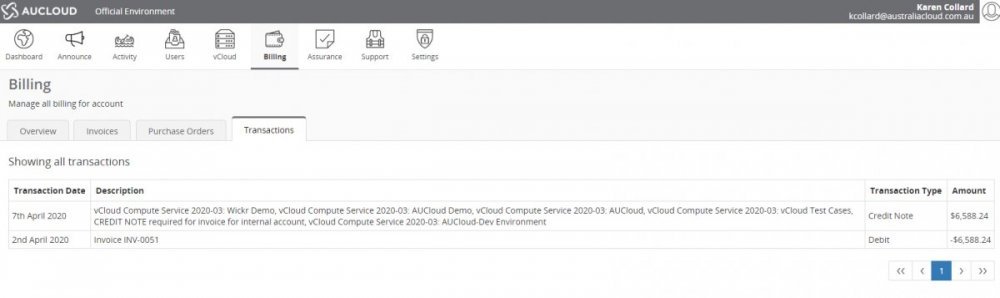 AUCLOUD Official Environment Karen Collard
kcollard@australiacloud.com.au
Dashboard Announce Activity Users vCloud Billing Assurance Support Settings
Billing
Manage all billing for account
Overview Invoices Purchase Orders Transactions
Showing all transactions
Transaction Date Description Transaction Type Amount
7th April 2020 vCloud Compute Service 2020-03: Wickr Demo, vCloud Compute Service 2020-03: AUCloud Demo, vCloud Compute Service 2020-03: AUCloud, vCloud Compute Service 2020-03: vCloud Test Cases, Credit Note $6,588.24
CREDIT NOTE required for invoice for internal account, vCloud Compute Service 2020-03: AUCloud-Dev Environment
2nd April 2020 Invoice INV-0051 Debit -$6,588.24
<< < 1 > >>